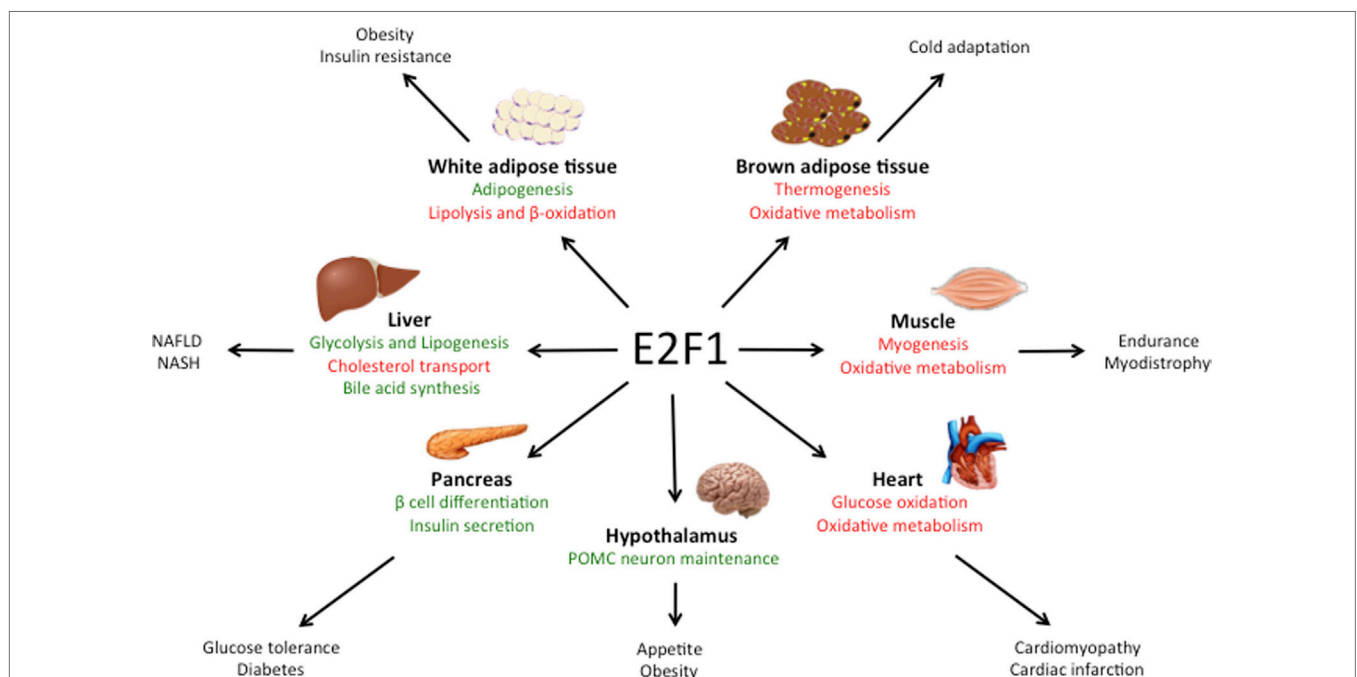 Obesity
Insulin resistance
Cold adaptation
White adipose tissue
Adipogenesis
Lipolysis and β-oxidation
Brown adipose tissue
Thermogenesis
Oxidative metabolism
Liver
Glycolysis and Lipogenesis
Cholesterol transport
Bile acid synthesis
NAFLD
NASH
E2F1
Muscle
Myogenesis
Oxidative metabolism
Endurance
Myodistrophy
Pancreas
β cell differentiation
Insulin secretion
Hypothalamus
POMC neuron maintenance
Heart
Glucose oxidation
Oxidative metabolism
Glucose tolerance
Diabetes
Appetite
Obesity
Cardiomyopathy
Cardiac infarction